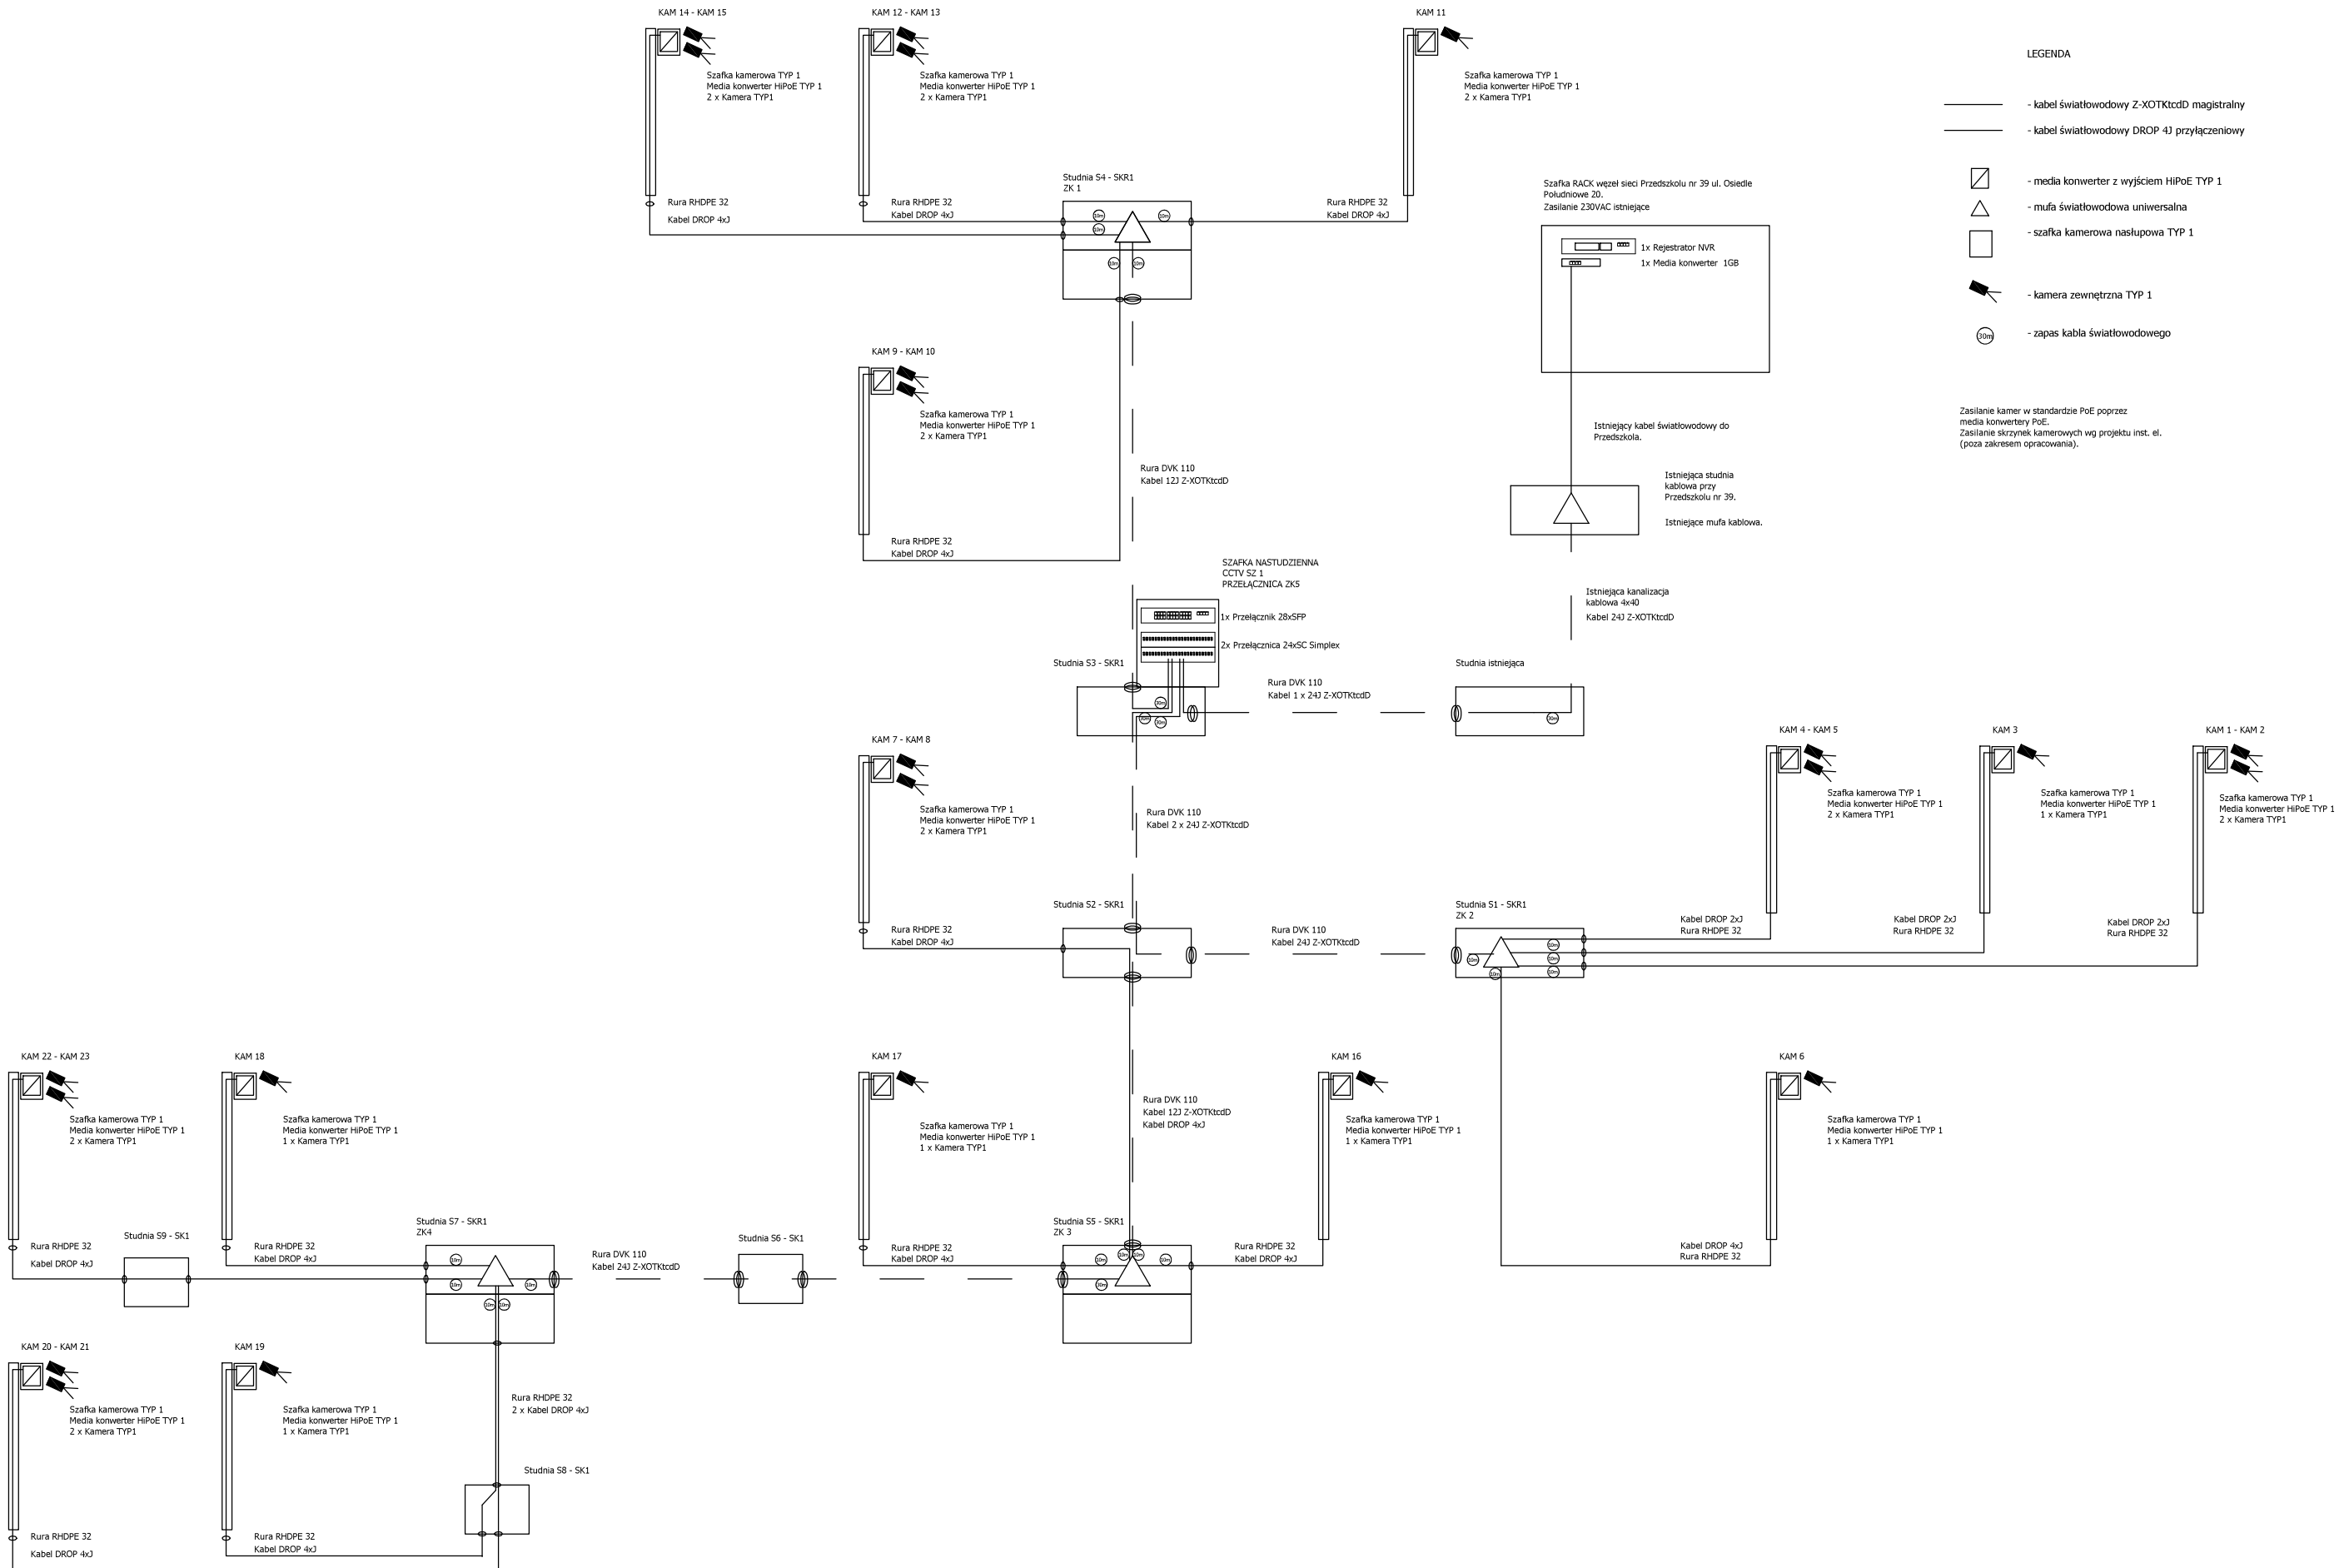 KAM 14 - KAM 15
Szafka kamerowa TYP 1
Media konwerter HiPoE TYP 1
2 x Kamera TYP1
Rura RHDPE 32
Kabel DROP 4xJ
KAM 12 - KAM 13
Szafka kamerowa TYP 1
Media konwerter HiPoE TYP 1
2 x Kamera TYP1
Rura RHDPE 32
Kabel DROP 4xJ
KAM 11
Szafka kamerowa TYP 1
Media konwerter HiPoE TYP 1
2 x Kamera TYP1
Rura RHDPE 32
Kabel DROP 4xJ
Studnia S4 - SKR1
ZK 1
10m
10m
10m
10m
10m
LEGENDA
- kabel światłowodowy Z-XOTKtcdD magistralny
- kabel światłowodowy DROP 4J przyłączeniowy
- media konwerter z wyjściem HiPoE TYP 1
- mufa światłowodowa uniwersalna
- szafka kamerowa nasłupowa TYP 1
- kamera zewnętrzna TYP 1
30m
- zapas kabla światłowodowego
Zasilanie kamer w standardzie PoE poprzez
media konwertery PoE.
Zasilanie skrzynek kamerowych wg projektu inst. el.
(poza zakresem opracowania).
Szafka RACK węzeł sieci Przedszkolu nr 39 ul. Osiedle
Południowe 20.
Zasilanie 230VAC istniejące
1x Rejestrator NVR
1x Media konwerter  1GB
Istniejący kabel światłowodowy do
Przedszkola.
Istniejąca studnia
kablowa przy
Przedszkolu nr 39.
Istniejące mufa kablowa.
Istniejąca kanalizacja
kablowa 4x40
Kabel 24J Z-XOTKtcdD
KAM 9 - KAM 10
Szafka kamerowa TYP 1
Media konwerter HiPoE TYP 1
2 x Kamera TYP1
Rura RHDPE 32
Kabel DROP 4xJ
Rura DVK 110
Kabel 12J Z-XOTKtcdD
SZAFKA NASTUDZIENNA
CCTV SZ 1
PRZEŁĄCZNICA ZK5
1x Przełącznik 28xSFP
2x Przełącznica 24xSC Simplex
Studnia S3 - SKR1
30m
30m
30m
Rura DVK 110
Kabel 1 x 24J Z-XOTKtcdD
Studnia istniejąca
30m
KAM 7 - KAM 8
Szafka kamerowa TYP 1
Media konwerter HiPoE TYP 1
2 x Kamera TYP1
Rura RHDPE 32
Kabel DROP 4xJ
Rura DVK 110
Kabel 2 x 24J Z-XOTKtcdD
Studnia S2 - SKR1
Rura DVK 110
Kabel 24J Z-XOTKtcdD
Studnia S1 - SKR1
ZK 2
10m
10m
10m
10m
10m
KAM 4 - KAM 5
Szafka kamerowa TYP 1
Media konwerter HiPoE TYP 1
2 x Kamera TYP1
Kabel DROP 2xJ
Rura RHDPE 32
KAM 3
Szafka kamerowa TYP 1
Media konwerter HiPoE TYP 1
1 x Kamera TYP1
Kabel DROP 2xJ
Rura RHDPE 32
KAM 1 - KAM 2
Szafka kamerowa TYP 1
Media konwerter HiPoE TYP 1
2 x Kamera TYP1
Kabel DROP 2xJ
Rura RHDPE 32
KAM 22 - KAM 23
Szafka kamerowa TYP 1
Media konwerter HiPoE TYP 1
2 x Kamera TYP1
Rura RHDPE 32
Kabel DROP 4xJ
Studnia S9 - SK1
KAM 18
Szafka kamerowa TYP 1
Media konwerter HiPoE TYP 1
1 x Kamera TYP1
Rura RHDPE 32
Kabel DROP 4xJ
Studnia S7 - SKR1
ZK4
10m
10m
10m
10m
10m
Rura DVK 110
Kabel 24J Z-XOTKtcdD
Studnia S6 - SK1
KAM 17
Szafka kamerowa TYP 1
Media konwerter HiPoE TYP 1
1 x Kamera TYP1
Rura RHDPE 32
Kabel DROP 4xJ
Rura DVK 110
Kabel 12J Z-XOTKtcdD
Kabel DROP 4xJ
Studnia S5 - SKR1
ZK 3
10m
10m
10m
10m
30m
KAM 16
Szafka kamerowa TYP 1
Media konwerter HiPoE TYP 1
1 x Kamera TYP1
Rura RHDPE 32
Kabel DROP 4xJ
KAM 6
Szafka kamerowa TYP 1
Media konwerter HiPoE TYP 1
1 x Kamera TYP1
Kabel DROP 4xJ
Rura RHDPE 32
KAM 20 - KAM 21
Szafka kamerowa TYP 1
Media konwerter HiPoE TYP 1
2 x Kamera TYP1
Rura RHDPE 32
Kabel DROP 4xJ
KAM 19
Szafka kamerowa TYP 1
Media konwerter HiPoE TYP 1
1 x Kamera TYP1
Rura RHDPE 32
Kabel DROP 4xJ
Rura RHDPE 32
2 x Kabel DROP 4xJ
Studnia S8 - SK1